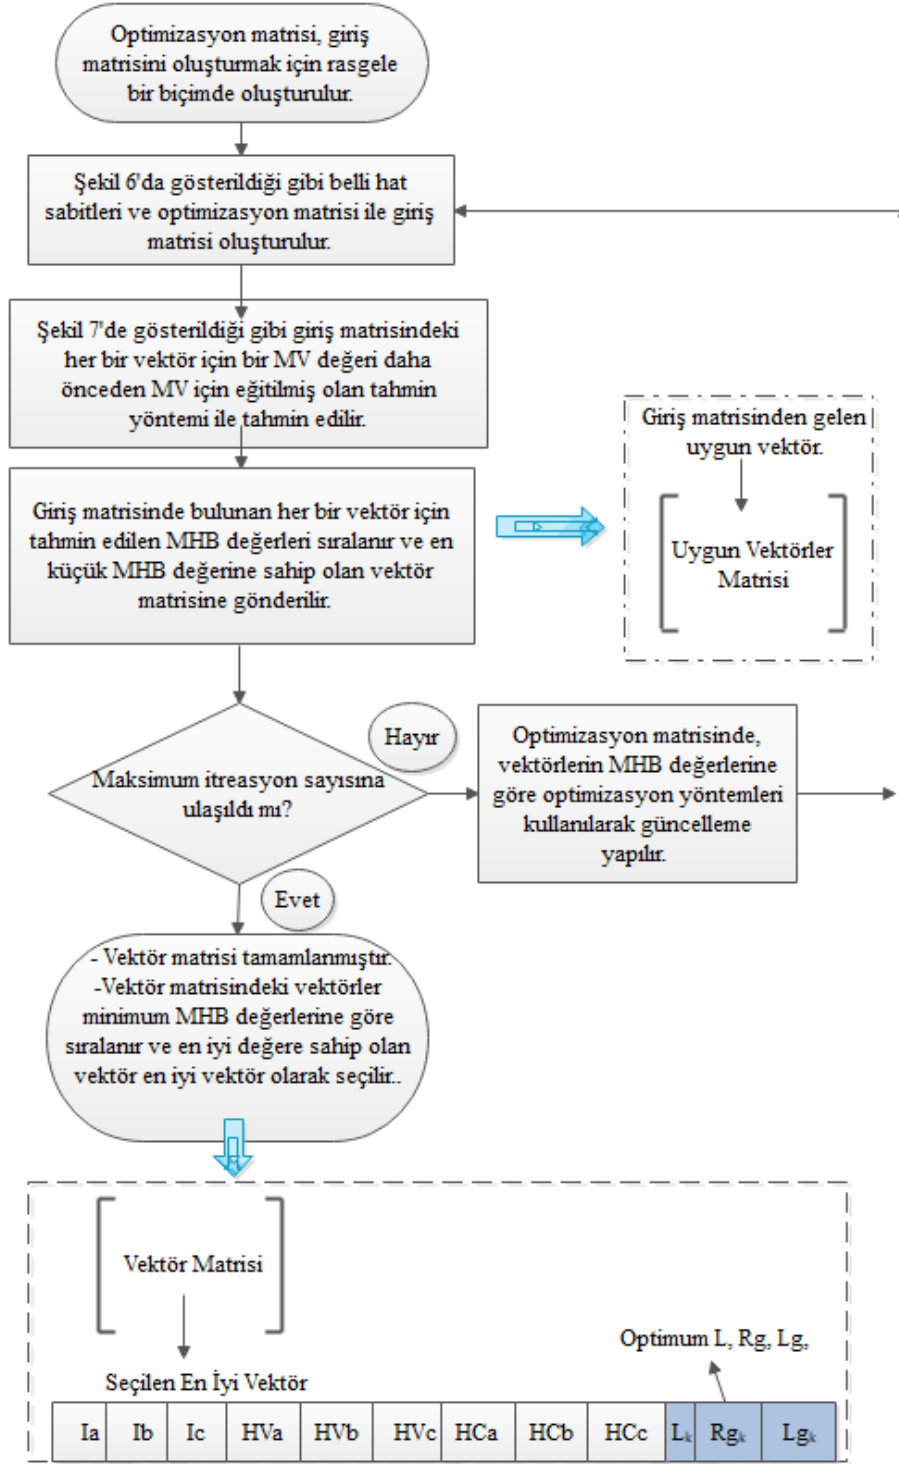 Optimizasyon matrisi, giriş
matrisini oluşturmak için rasgele
bir biçimde oluşturulur.
Şekil 6'da gösterildiği gibi belli hat
sabitleri ve optimizasyon matrisi ile giriş
matrisi oluşturulur.
Şekil 7'de gösterildiği gibi giriş matrisindeki
her bir vektör için bir MV değeri daha
önceden MV için eğitilmiş olan tahmin
yöntemi ile tahmin edilir.
Giriş matrisinde bulunan her bir vektör için
tahmin edilen MHB değerleri sıralanır ve en
küçük MHB değerine sahip olan vektör
matrisine gönderilir.
Giriş matrisinden gelen
uygun vektör.
Uygun Vektörler
Matrisi
Maksimum itreasyon sayısına
ulaşıldı mı?
Hayır
Optimizasyon matrisinde,
vektörlerin MHB değerlerine
göre optimizasyon yöntemleri
kullanılarak güncelleme
yapılır.
Evet
- Vektör matrisi tamamlanmıştır.
-Vektör matrisindeki vektörler
minimum MHB değerlerine göre
sıralanır ve en iyi değere sahip olan
vektör en iyi vektör olarak seçilir..
Vektör Matrisi
Optimum L, Rg, Lg,
Seçilen En İyi Vektör
Ia Ib Ic HVa HVb HVc HCa HCb HCc Lk Rgk Lgk